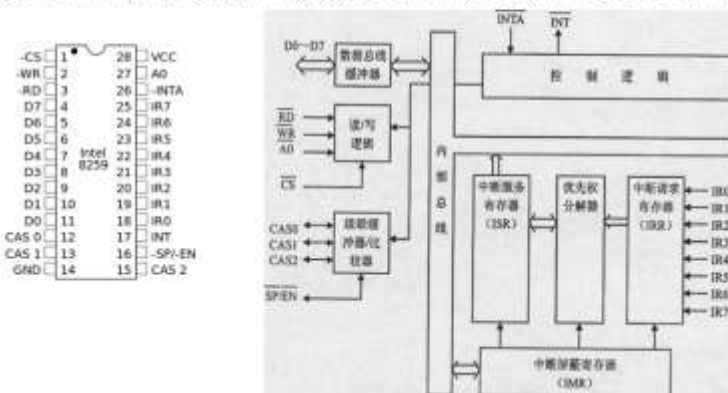 -CS 1 28 VCC
-WR 2 27 A0
-RD 3 26 -INTA
D7 4 25 IR7
D6 5 24 IR6
D5 6 23 IR5
D4 7 Intel 22 IR4
D3 8 8259 21 IR3
D2 9 20 IR2
D1 10 19 IR1
D0 11 18 IR0
CAS 0 12 17 INT
CAS 1 13 16 -SP/-EN
GND 14 15 CAS 2
INTA INT
D0~D7
数据总线
缓冲器
控制逻辑
RD
WR
A0
CS
读/写
逻辑
内部总线
CAS0
CAS1
CAS2
SP/EN
级联缓
冲器/比
较器
中断服务
寄存器
(ISR)
优先权
分解器
中断请求
寄存器
(IRR)
IR0
IR1
IR2
IR3
IR4
IR5
IR6
IR7
中断屏蔽寄存器
(IMR)